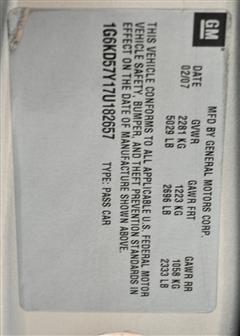 GM
MFD BY GENERAL MOTORS CORP.
DATE GVWR GAWR FRT GAWR RR
02/07 2281 KG 1223 KG 1058 KG
5029 LB 2696 LB 2333 LB
THIS VEHICLE CONFORMS TO ALL APPLICABLE U.S. FEDERAL MOTOR
VEHICLE SAFETY, BUMPER, AND THEFT PREVENTION STANDARDS IN
EFFECT ON THE DATE OF MANUFACTURE SHOWN ABOVE.
1G6KD57Y17U182657 TYPE: PASS CAR